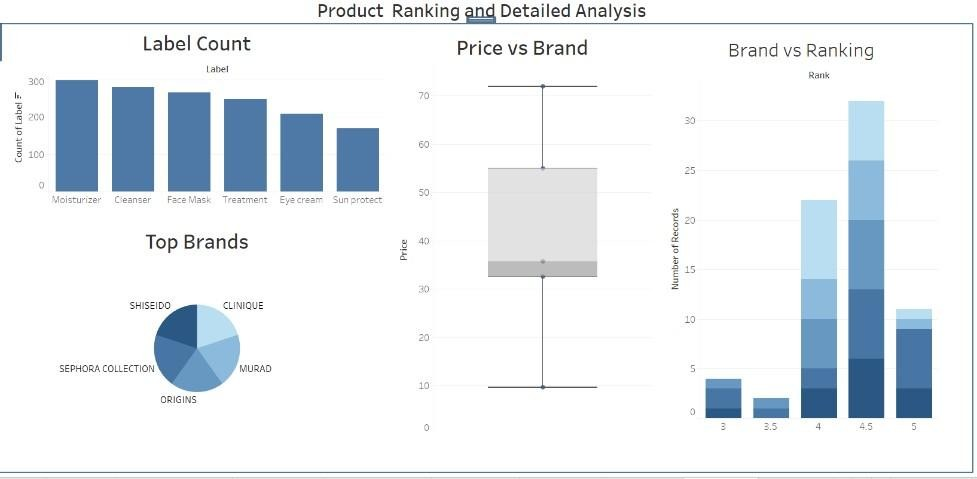 Product Ranking and Detailed Analysis
Label Count
Label
Count of Label
300
200
100
0
Moisturizer Cleanser Face Mask Treatment Eye cream Sun protect
Top Brands
SHISEIDO CLINIQUE
SEPHORA COLLECTION MURAD
ORIGINS
Price vs Brand
Price
70
60
50
40
30
20
10
0
Brand vs Ranking
Rank
Number of Records
30
20
15
10
5
0
3 3.5 4 4.5 5